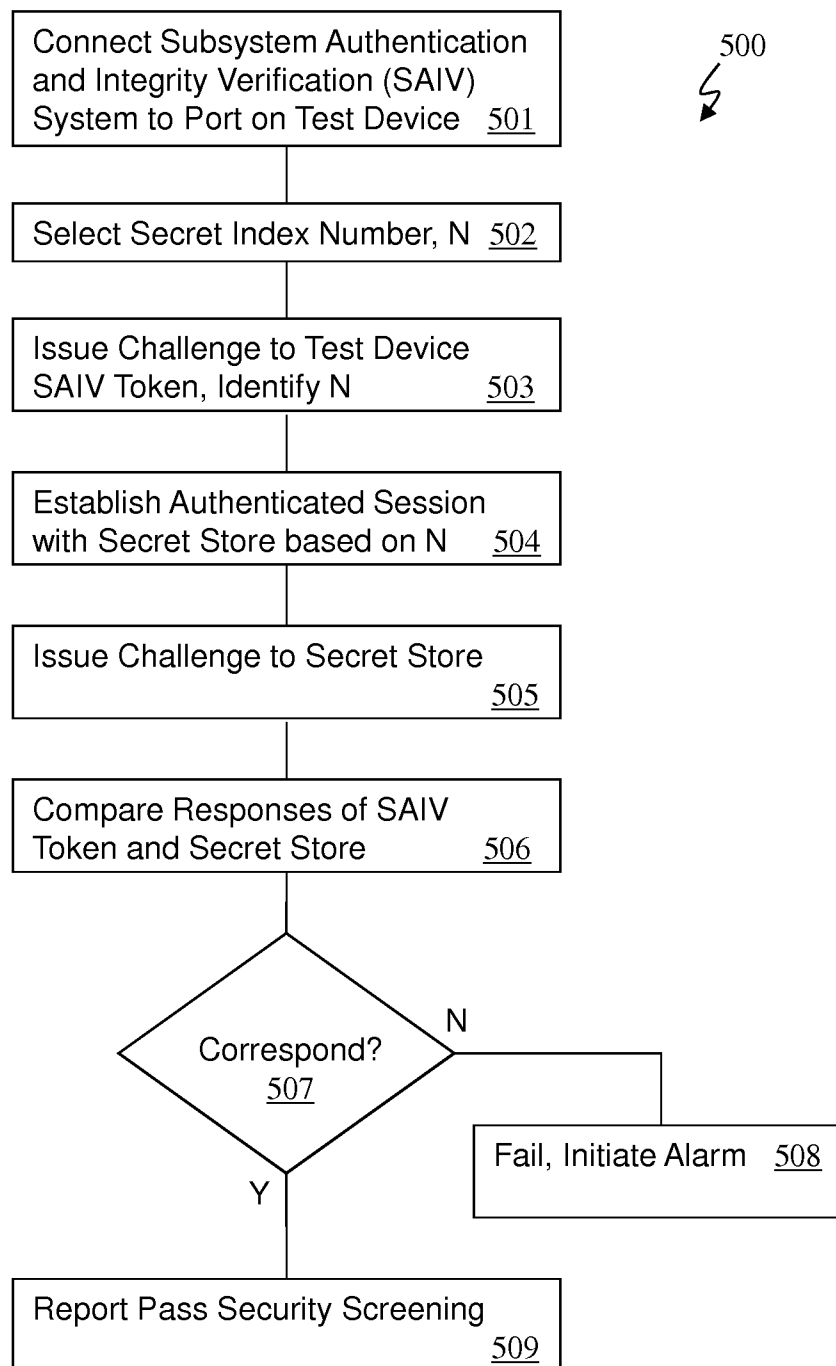 Connect Subsystem Authentication
and Integrity Verification (SAIV)
System to Port on Test Device 501
500
Select Secret Index Number, N 502
Issue Challenge to Test Device
SAIV Token, Identify N 503
Establish Authenticated Session
with Secret Store based on N 504
Issue Challenge to Secret Store
505
Compare Responses of SAIV
Token and Secret Store 506
Correspond?
507
N
Fail, Initiate Alarm 508
Y
Report Pass Security Screening
509